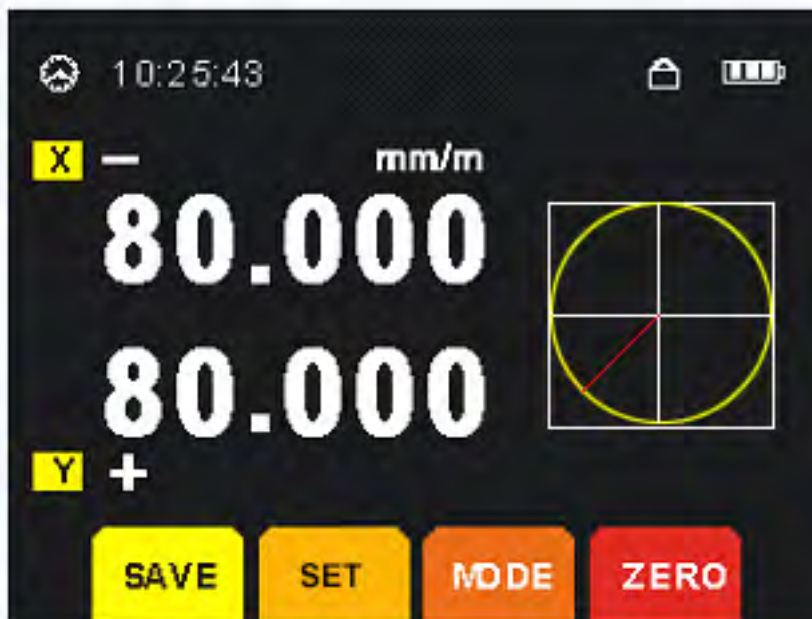 10:25:43
X − mm/m
80.000
80.000
Y +
SAVE SET MODE ZERO